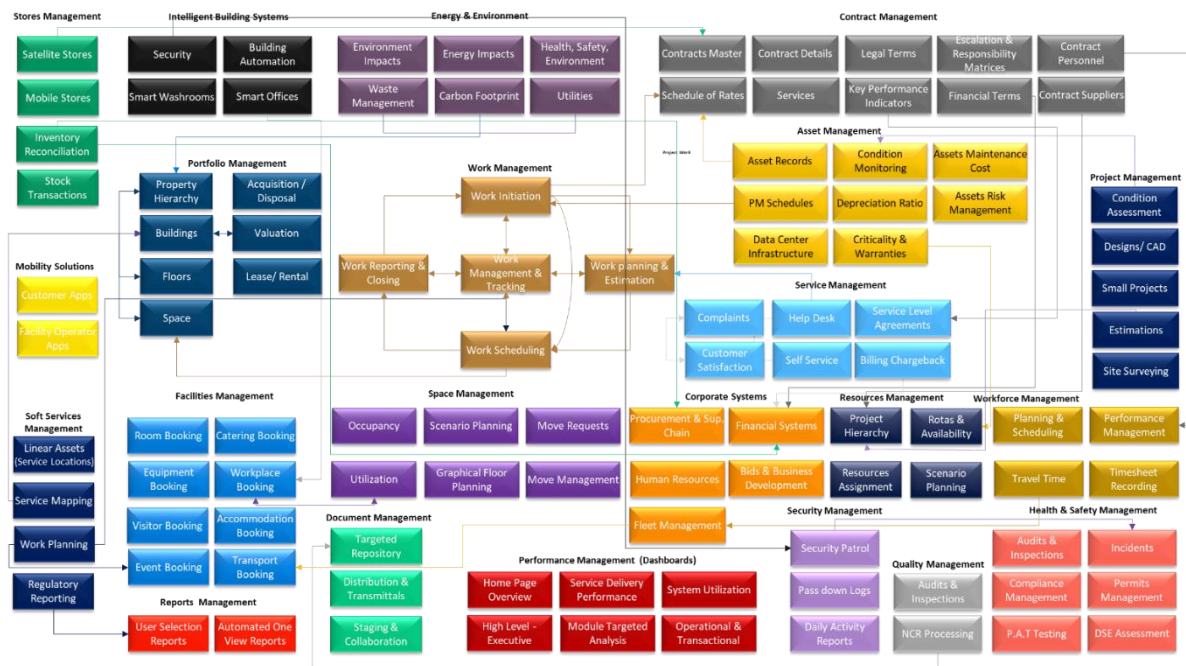 Stores Management
Intelligent Building Systems
Energy & Environment
Contract Management
Satellite Stores
Mobile Stores
Inventory
Reconciliation
Stock
Transactions
Security
Building
Automation
Smart Washrooms
Smart Offices
Environment
Impacts
Energy Impacts
Health, Safety,
Environment
Waste
Management
Carbon Footprint
Utilities
Contracts Master
Contract Details
Legal Terms
Escalation &
Responsibility
Matrices
Contract
Personnel
Schedule of Rates
Services
Key Performance
Indicators
Financial Terms
Contract Suppliers
Portfolio Management
Property
Hierarchy
Acquisition /
Disposal
Buildings
Valuation
Floors
Lease/ Rental
Space
Work Management
Work Initiation
Work Reporting &
Closing
Work
Management &
Tracking
Work planning &
Estimation
Work Scheduling
Project Work
Asset Management
Asset Records
Condition
Monitoring
Assets Maintenance
Cost
PM Schedules
Depreciation Ratio
Assets Risk
Management
Data Center
Infrastructure
Criticality &
Warranties
Project Management
Condition
Assessment
Designs/ CAD
Small Projects
Estimations
Site Surveying
Mobility Solutions
Customer Apps
Facility Operator
Apps
Service Management
Complaints
Help Desk
Service Level
Agreements
Customer
Satisfaction
Self Service
Billing Chargeback
Soft Services
Management
Linear Assets
(Service Locations)
Service Mapping
Work Planning
Regulatory
Reporting
Facilities Management
Room Booking
Catering Booking
Equipment
Booking
Workplace
Booking
Visitor Booking
Accommodation
Booking
Event Booking
Transport
Booking
Space Management
Occupancy
Scenario Planning
Move Requests
Utilization
Graphical Floor
Planning
Move Management
Corporate Systems
Procurement & Sup.
Chain
Financial Systems
Human Resources
Bids & Business
Development
Fleet Management
Resources Management
Project
Hierarchy
Rotas &
Availability
Resources
Assignment
Scenario
Planning
Workforce Management
Planning
& Scheduling
Performance
Management
Travel Time
Timesheet
Recording
Reports  Management
User Selection
Reports
Automated One
View Reports
Document Management
Targeted
Repository
Distribution &
Transmittals
Staging &
Collaboration
Performance Management  (Dashboards)
Home Page
Overview
Service Delivery
Performance
System Utilization
High Level -
Executive
Module Targeted
Analysis
Operational &
Transactional
Security Management
Security Patrol
Pass down Logs
Daily Activity
Reports
Quality Management
Audits &
Inspections
NCR Processing
Health & Safety Management
Audits &
Inspections
Incidents
Compliance
Management
Permits
Management
P.A.T Testing
DSE Assessment